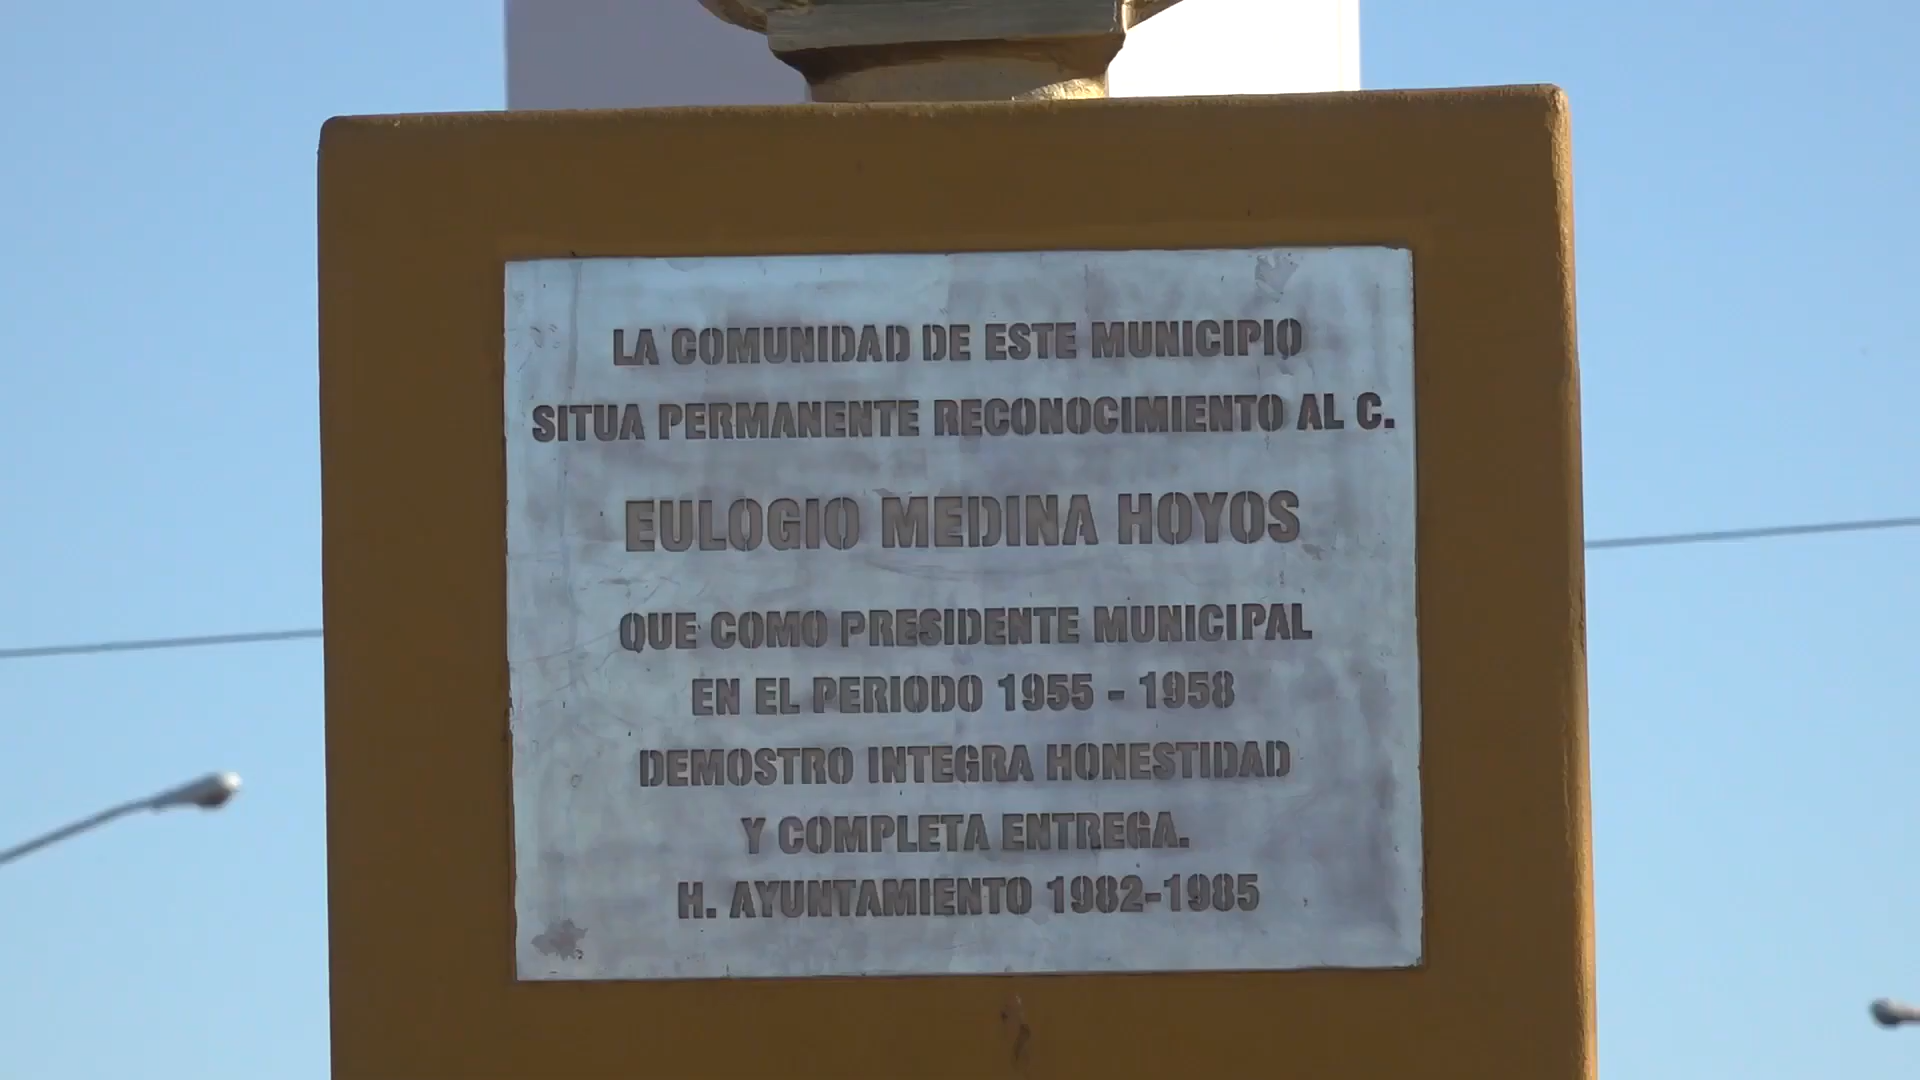 LA COMUNIDAD DE ESTE MUNICIPIO
SITUA PERMANENTE RECONOCIMIENTO AL C.
EULOGIO MEDINA HOYOS
QUE COMO PRESIDENTE MUNICIPAL
EN EL PERIODO 1955 - 1958
DEMOSTRO INTEGRA HONESTIDAD
Y COMPLETA ENTREGA.
H. AYUNTAMIENTO 1982-1985